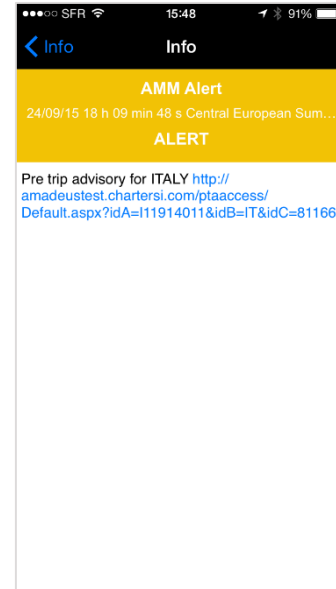 SFR 15:48 91%
Info Info
AMM Alert
24/09/15 18 h 09 min 48 s Central European Sum...
ALERT
Pre trip advisory for ITALY http://
amadeustest.chartersi.com/ptaaccess/
Default.aspx?idA=I11914011&idB=IT&idC=81166